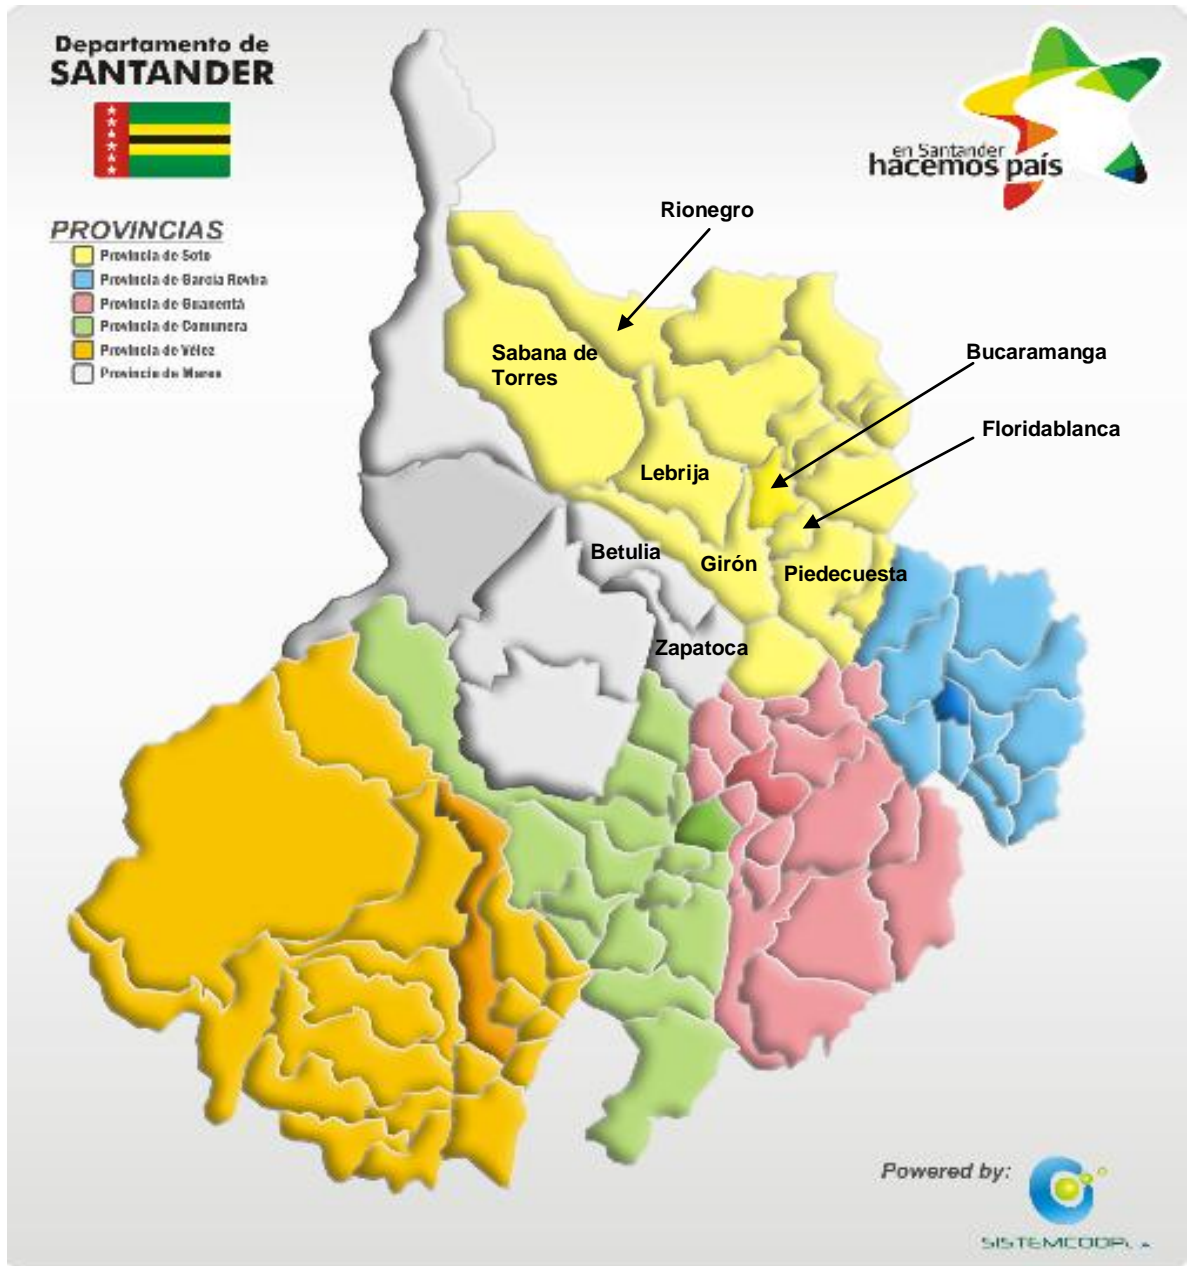 Departamento de
SANTANDER
en Santander
hacemos país
PROVINCIAS
Provincia de Soto
Provincia de García Rovira
Provincia de Guanentá
Provincia de Comunera
Provincia de Vélez
Provincia de Mares
Rionegro
Sabana de
Torres
Bucaramanga
Floridablanca
Lebrija
Betulia
Girón
Piedecuesta
Zapatoca
Powered by: